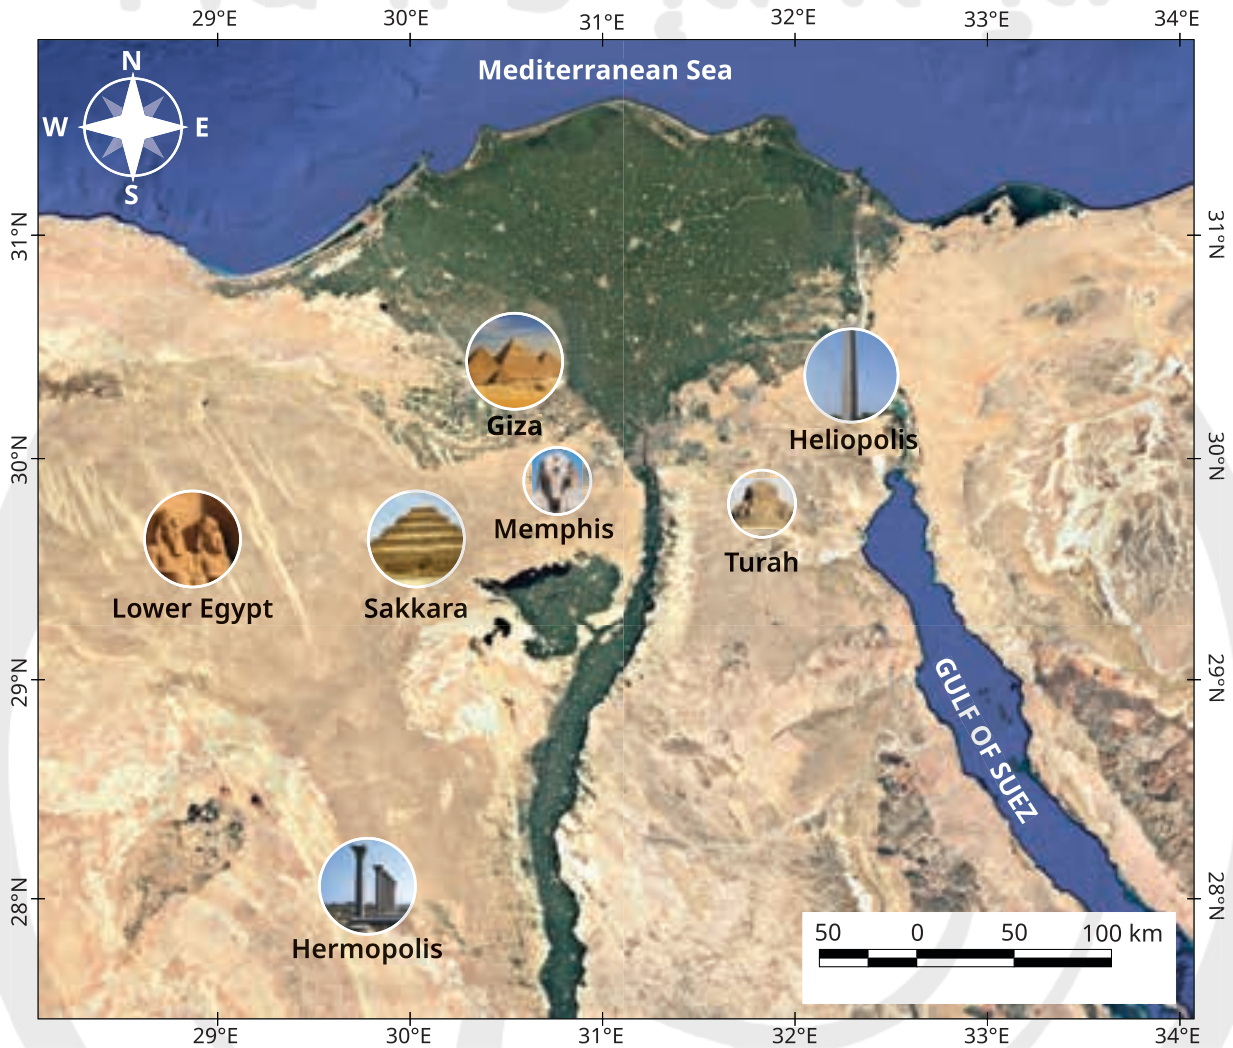 29°E 30°E 31°E 32°E 33°E 34°E
Mediterranean Sea
N
W E
S
31°N 31°N
Giza
Heliopolis
30°N 30°N
Memphis
Turah
Lower Egypt Sakkara
29°N 29°N
GULF OF SUEZ
28°N 28°N
Hermopolis
50 0 50 100 km
29°E 30°E 31°E 32°E 33°E 34°E